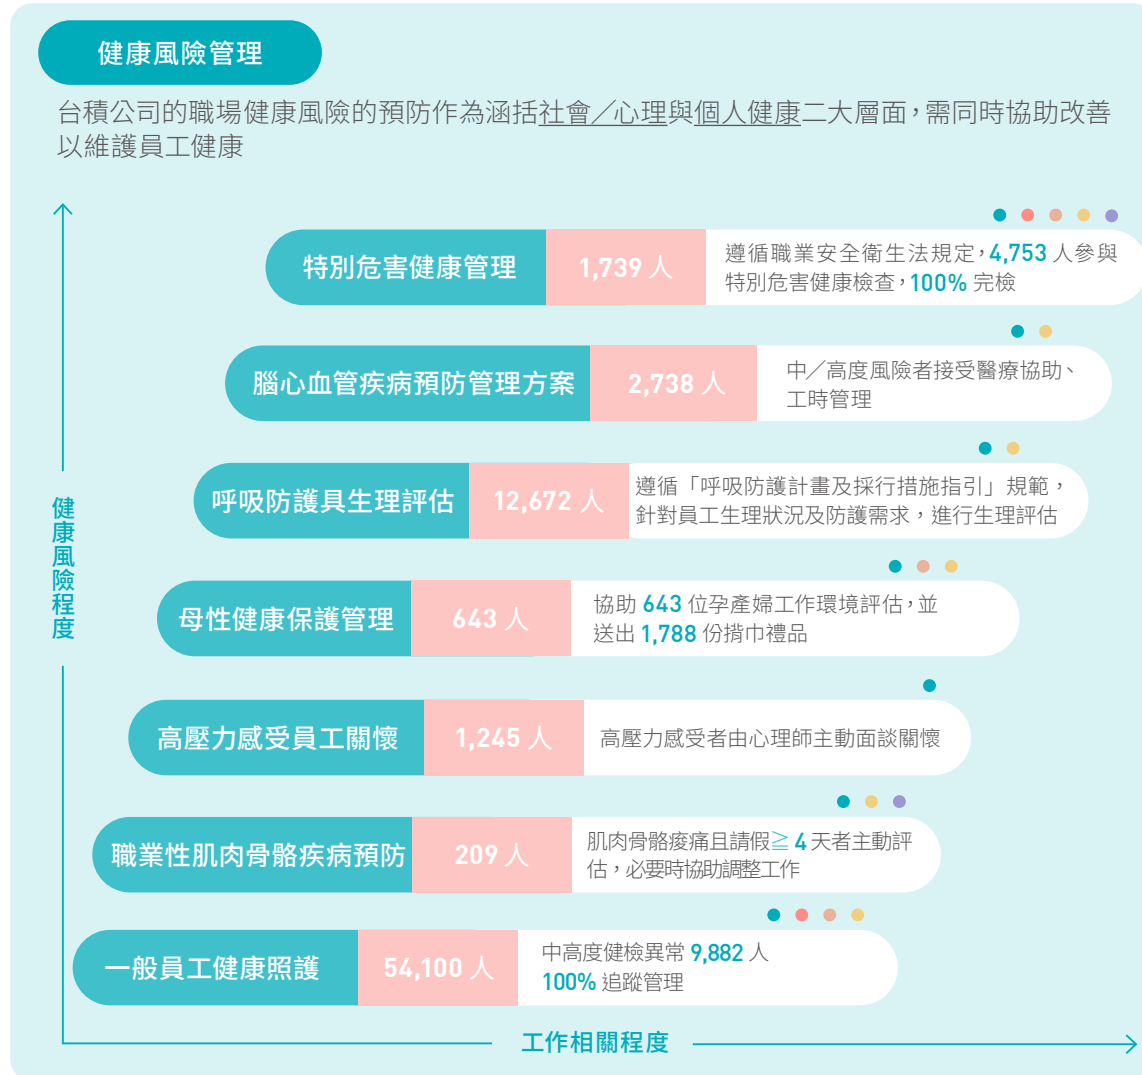 健康風險管理
台積公司的職場健康風險的預防作為涵括社會／心理與個人健康二大層面，需同時協助改善
以維護員工健康
特別危害健康管理
1,739 人
遵循職業安全衛生法規定，4,753 人參與
特別危害健康檢查，100% 完檢
腦心血管疾病預防管理方案
2,738 人
中／高度風險者接受醫療協助、
工時管理
呼吸防護具生理評估
12,672 人
遵循「呼吸防護計畫及採行措施指引」規範，
針對員工生理狀況及防護需求，進行生理評估
母性健康保護管理
643 人
協助 643 位孕產婦工作環境評估，並
送出 1,788 份揹巾禮品
高壓力感受員工關懷
1,245 人
高壓力感受者由心理師主動面談關懷
職業性肌肉骨骼疾病預防
209 人
肌肉骨骼痠痛且請假≧ 4 天者主動評
估，必要時協助調整工作
一般員工健康照護
54,100 人
中高度健檢異常 9,882 人
100% 追蹤管理
健康風險程度
工作相關程度